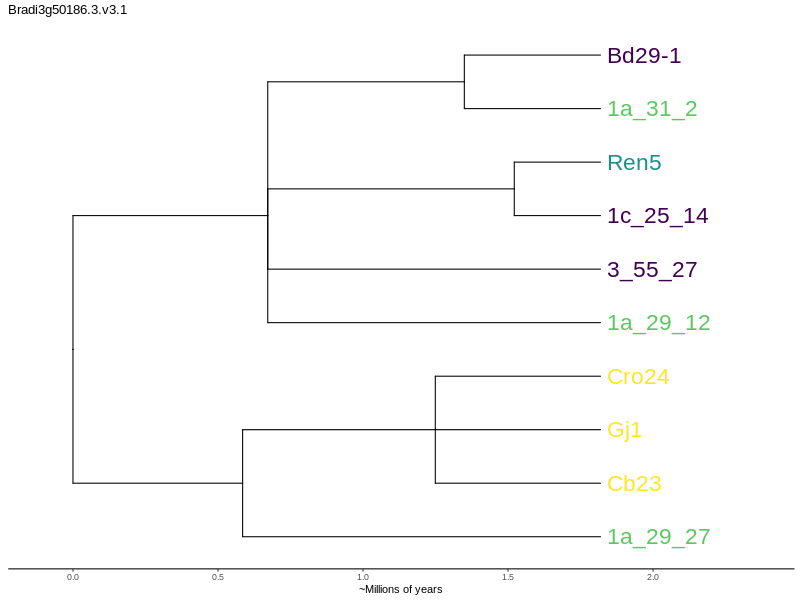 Bradi3g50186.3.v3.1
Bd29-1
1a_31_2
Ren5
1c_25_14
3_55_27
1a_29_12
Cro24
Gj1
Cb23
1a_29_27
0.0 0.5 1.0 1.5 2.0
~Millions of years